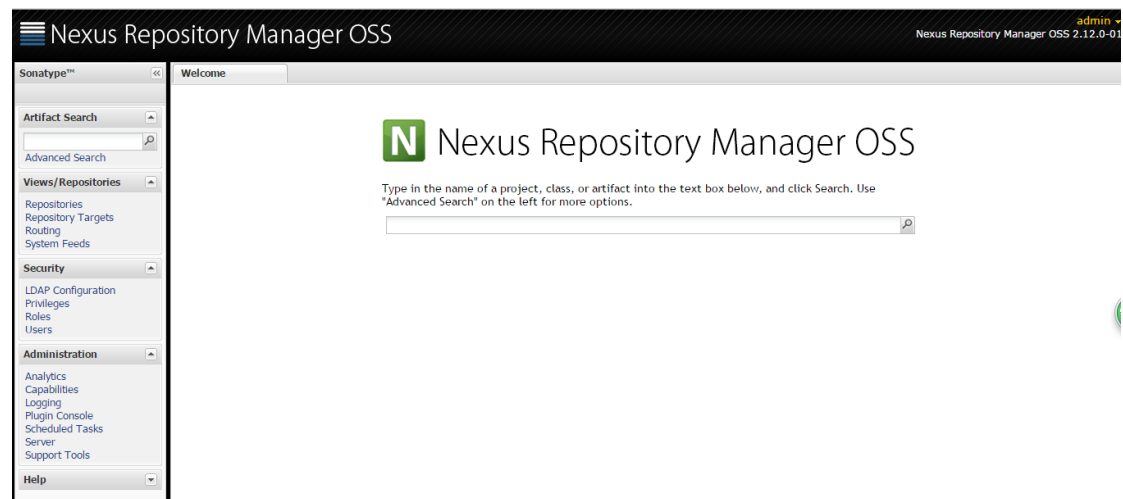 Nexus Repository Manager OSS
admin
Nexus Repository Manager OSS 2.12.0-01
Sonatype™
Welcome
Artifact Search
Advanced Search
Views/Repositories
Repositories
Repository Targets
Routing
System Feeds
Security
LDAP Configuration
Privileges
Roles
Users
Administration
Analytics
Capabilities
Logging
Plugin Console
Scheduled Tasks
Server
Support Tools
Help
N Nexus Repository Manager OSS
Type in the name of a project, class, or artifact into the text box below, and click Search. Use
"Advanced Search" on the left for more options.